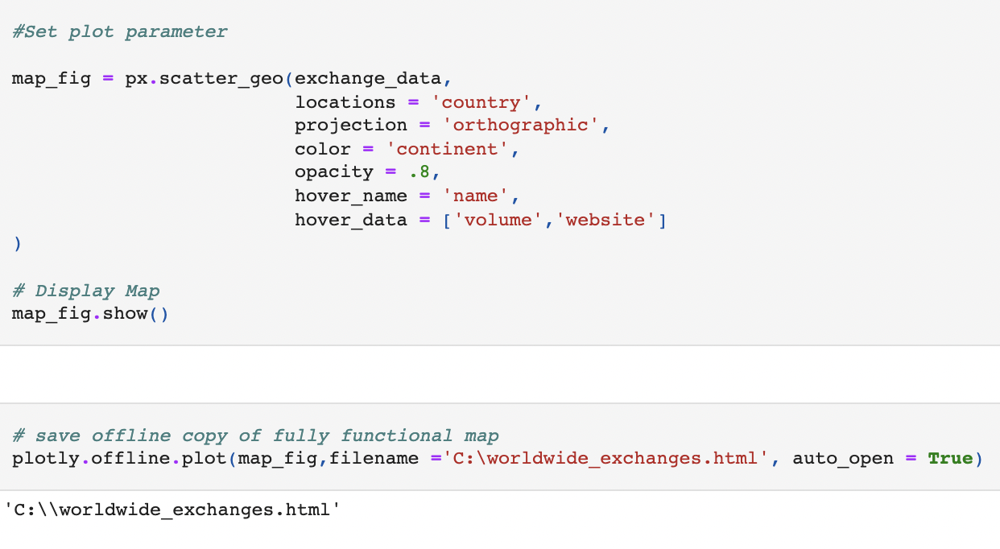 #Set plot parameter
map_fig = px.scatter_geo(exchange_data,
locations = 'country',
projection = 'orthographic',
color = 'continent',
opacity = .8,
hover_name = 'name',
hover_data = ['volume','website']
)
# Display Map
map_fig.show()
# save offline copy of fully functional map
plotly.offline.plot(map_fig,filename ='C:\worldwide_exchanges.html', auto_open = True)
'C:\\worldwide_exchanges.html'